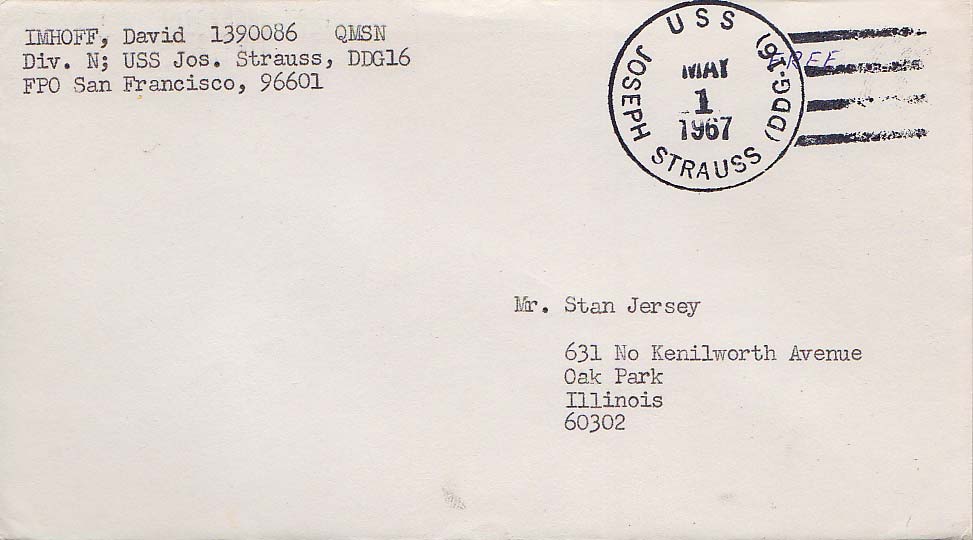 IMHOFF, David 1390086 QMSN
Div. N; USS Jos. Strauss, DDG16
FPO San Francisco, 96601
USS JOSEPH STRAUSS (DDG-16)
MAY
1
1967
FREE
Mr. Stan Jersey
631 No Kenilworth Avenue
Oak Park
Illinois
60302